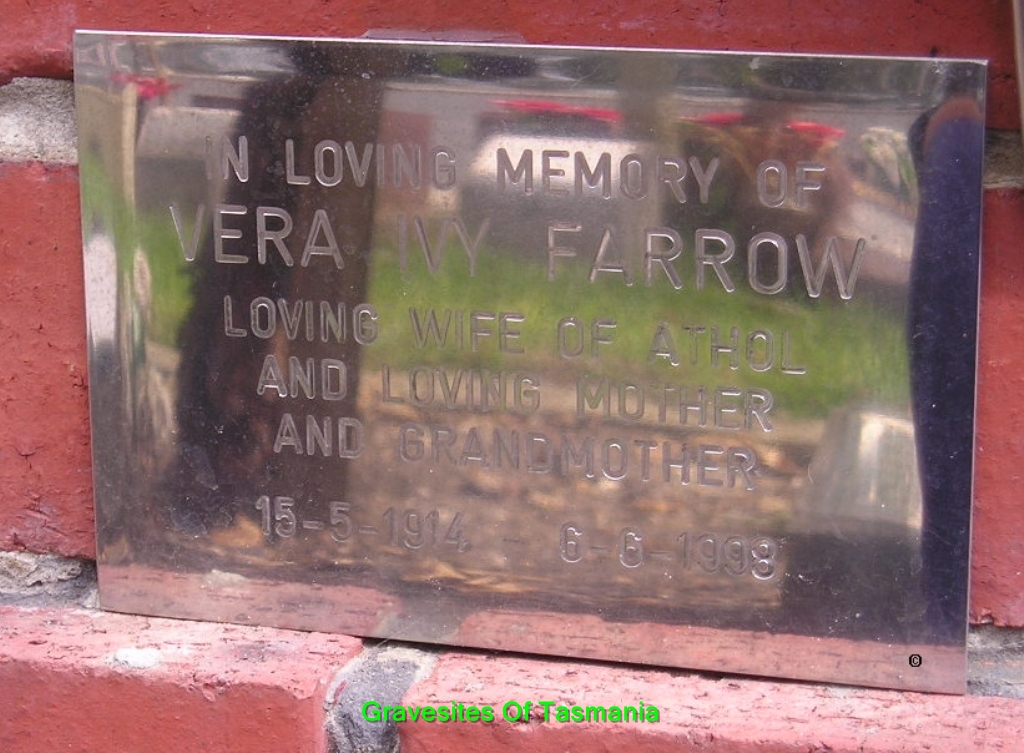 IN LOVING MEMORY OF
VERA IVY FARROW
LOVING WIFE OF ATHOL
AND LOVING MOTHER
AND GRANDMOTHER
15-5-1914 - 6-6-1998
©
Gravesites Of Tasmania